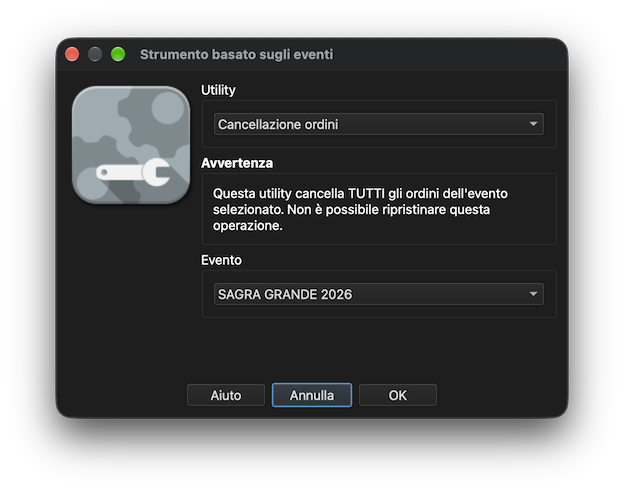 Strumento basato sugli eventi
Utility
Cancellazione ordini
Avvertenza
Questa utility cancella TUTTI gli ordini dell'evento
selezionato. Non è possibile ripristinare questa
operazione.
Evento
SAGRA GRANDE 2026
Aiuto
Annulla
OK